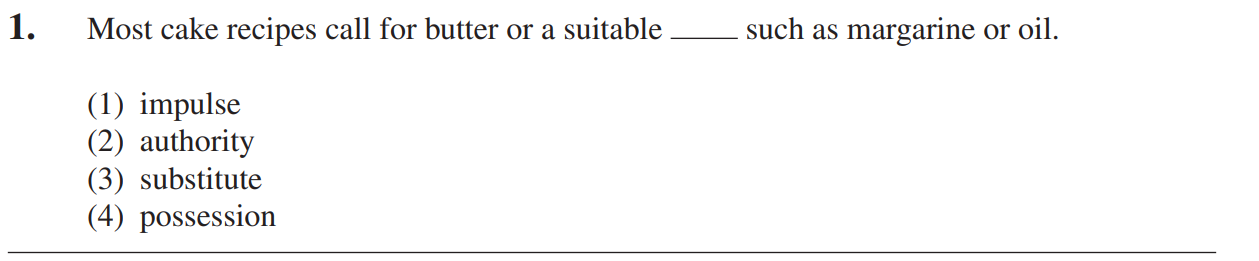 1. Most cake recipes call for butter or a suitable ____ such as margarine or oil.
(1) impulse
(2) authority
(3) substitute
(4) possession